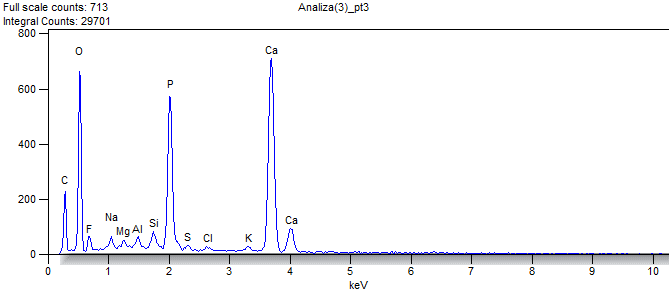 Full scale counts: 713
Analiza(3)_pt3
Integral Counts: 29701
800
600
400
200
0
C
O
F
Na
Mg
Al
Si
P
S
Cl
K
Ca
Ca
0 1 2 3 4 5 6 7 8 9 10
keV